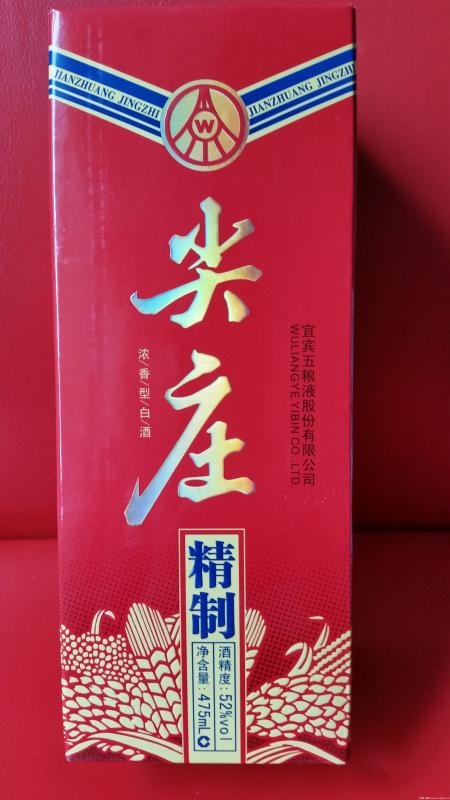 JIANZHUANG JINGZHI
W
JIANZHUANG JINGZHI
尖庄
浓/香/型/白/酒
宜宾五粮液股份有限公司
WULIANGYE YIBIN CO.,LTD.
精制
酒精度:52%vol
净含量:475mL